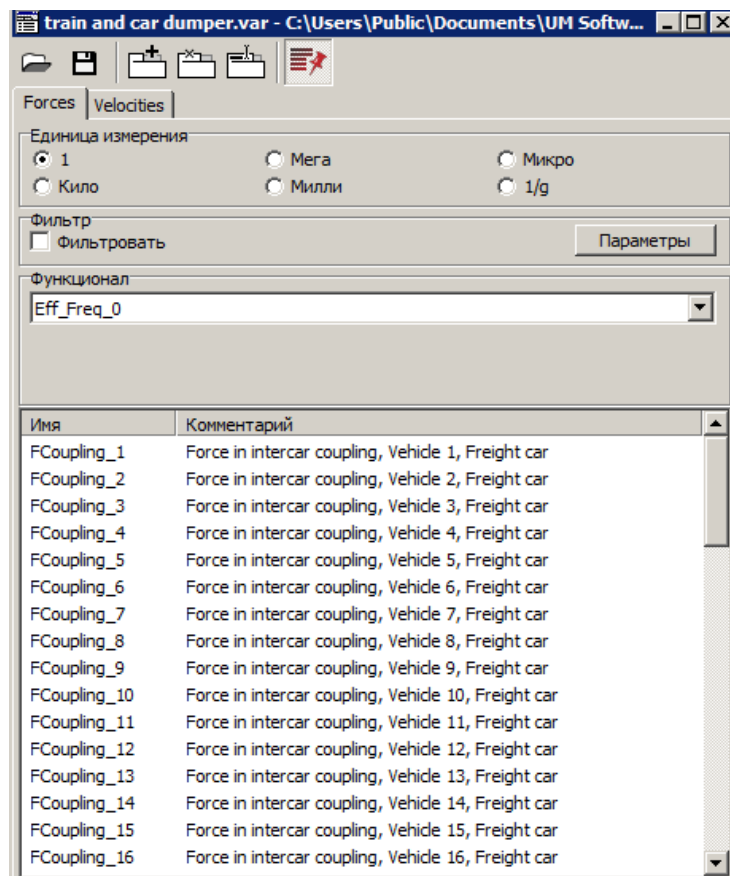 train and car dumper.var - C:\Users\Public\Documents\UM Softw...
Forces Velocities
Единица измерения
1 Мега Микро
Кило Милли 1/g
Фильтр
Фильтровать Параметры
Функционал
Eff_Freq_0
Имя Комментарий
FCoupling_1 Force in intercar coupling, Vehicle 1, Freight car
FCoupling_2 Force in intercar coupling, Vehicle 2, Freight car
FCoupling_3 Force in intercar coupling, Vehicle 3, Freight car
FCoupling_4 Force in intercar coupling, Vehicle 4, Freight car
FCoupling_5 Force in intercar coupling, Vehicle 5, Freight car
FCoupling_6 Force in intercar coupling, Vehicle 6, Freight car
FCoupling_7 Force in intercar coupling, Vehicle 7, Freight car
FCoupling_8 Force in intercar coupling, Vehicle 8, Freight car
FCoupling_9 Force in intercar coupling, Vehicle 9, Freight car
FCoupling_10 Force in intercar coupling, Vehicle 10, Freight car
FCoupling_11 Force in intercar coupling, Vehicle 11, Freight car
FCoupling_12 Force in intercar coupling, Vehicle 12, Freight car
FCoupling_13 Force in intercar coupling, Vehicle 13, Freight car
FCoupling_14 Force in intercar coupling, Vehicle 14, Freight car
FCoupling_15 Force in intercar coupling, Vehicle 15, Freight car
FCoupling_16 Force in intercar coupling, Vehicle 16, Freight car